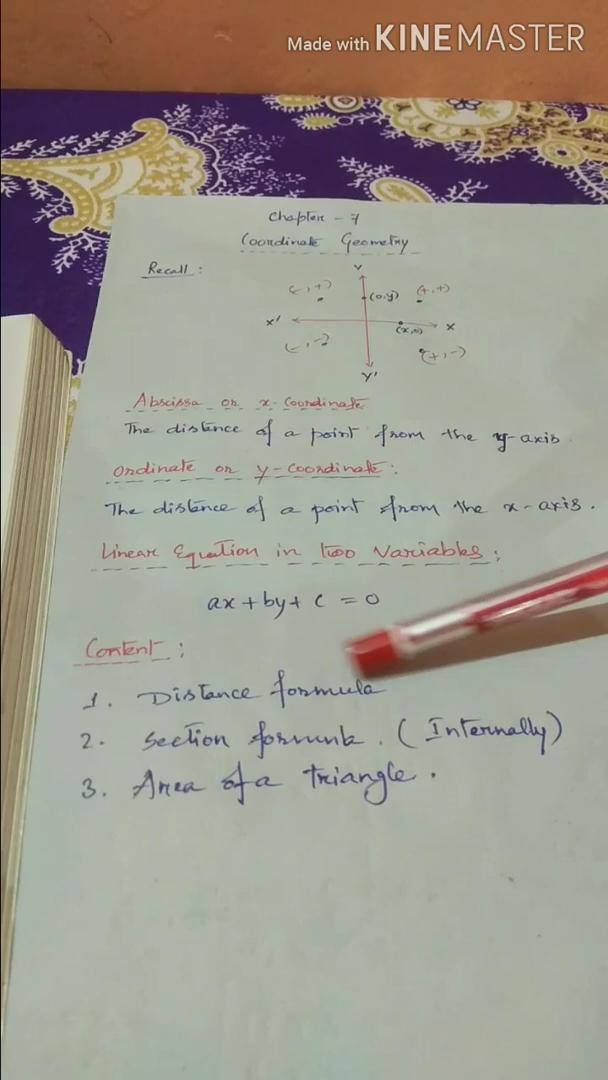 Made with KINEMASTER
Chapter - 7
Coordinate Geometry
Recall :
Y
(-,+) (0,y) (+,+)
X' (x,0) X
(-,-) (+,-)
Y'
Abscissa or x-Coordinate
The distance of a point from the y-axis
Ordinate or y-coordinate :
The distance of a point from the x-axis.
Linear Equation in two Variables :
ax + by + c = 0
Content :
1. Distance formula
2. Section formula. (Internally)
3. Area of a triangle.